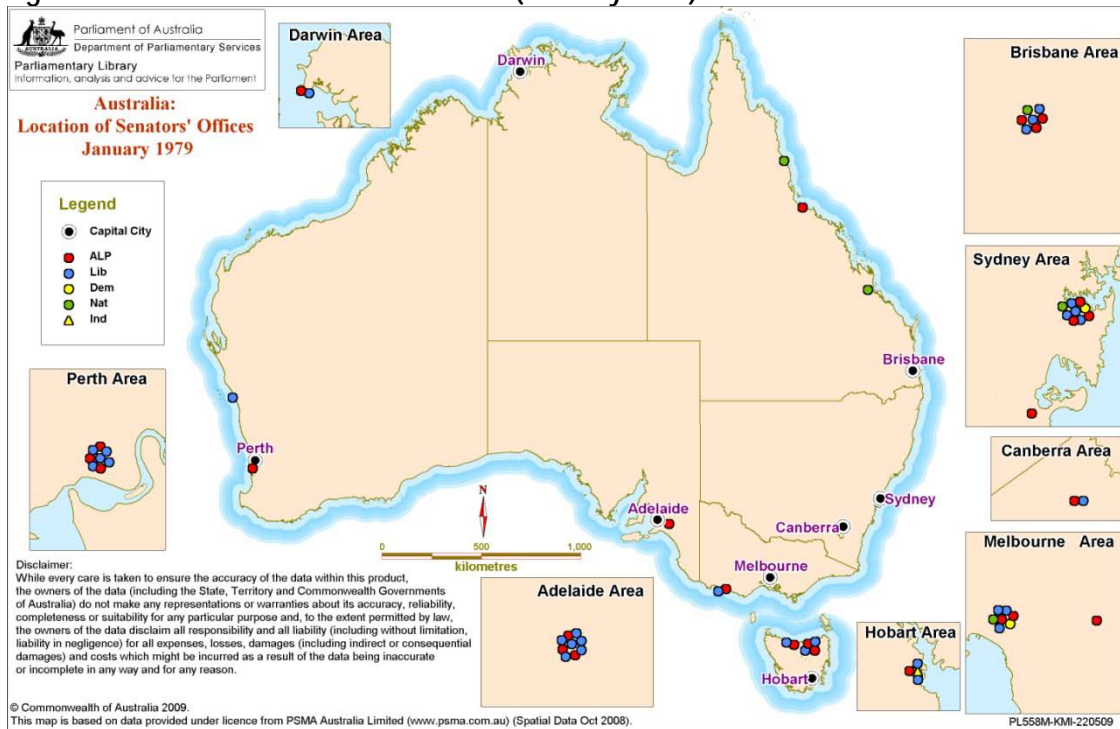 Parliament of Australia
Department of Parliamentary Services
AUSTRALIA
Parliamentary Library
Information, analysis and advice for the Parliament
Australia:
Location of Senators' Offices
January 1979
Legend
Capital City
ALP
Lib
Dem
Nat
Ind
Darwin Area
Darwin
Brisbane Area
Sydney Area
Brisbane
Perth Area
Perth
Canberra Area
Sydney
Adelaide
Canberra
N
0 500 1,000
kilometres
Melbourne
Melbourne Area
Adelaide Area
Hobart Area
Hobart
Disclaimer:
While every care is taken to ensure the accuracy of the data within this product,
the owners of the data (including the State, Territory and Commonwealth Governments
of Australia) do not make any representations or warranties about its accuracy, reliability,
completeness or suitability for any particular purpose and, to the extent permitted by law,
the owners of the data disclaim all responsibility and all liability (including without limitation,
liability in negligence) for all expenses, losses, damages (including indirect or consequential
damages) and costs which might be incurred as a result of the data being inaccurate
or incomplete in any way and for any reason.
© Commonwealth of Australia 2009.
This map is based on data provided under licence from PSMA Australia Limited (www.psma.com.au) (Spatial Data Oct 2008).
PL558M-KMI-220509